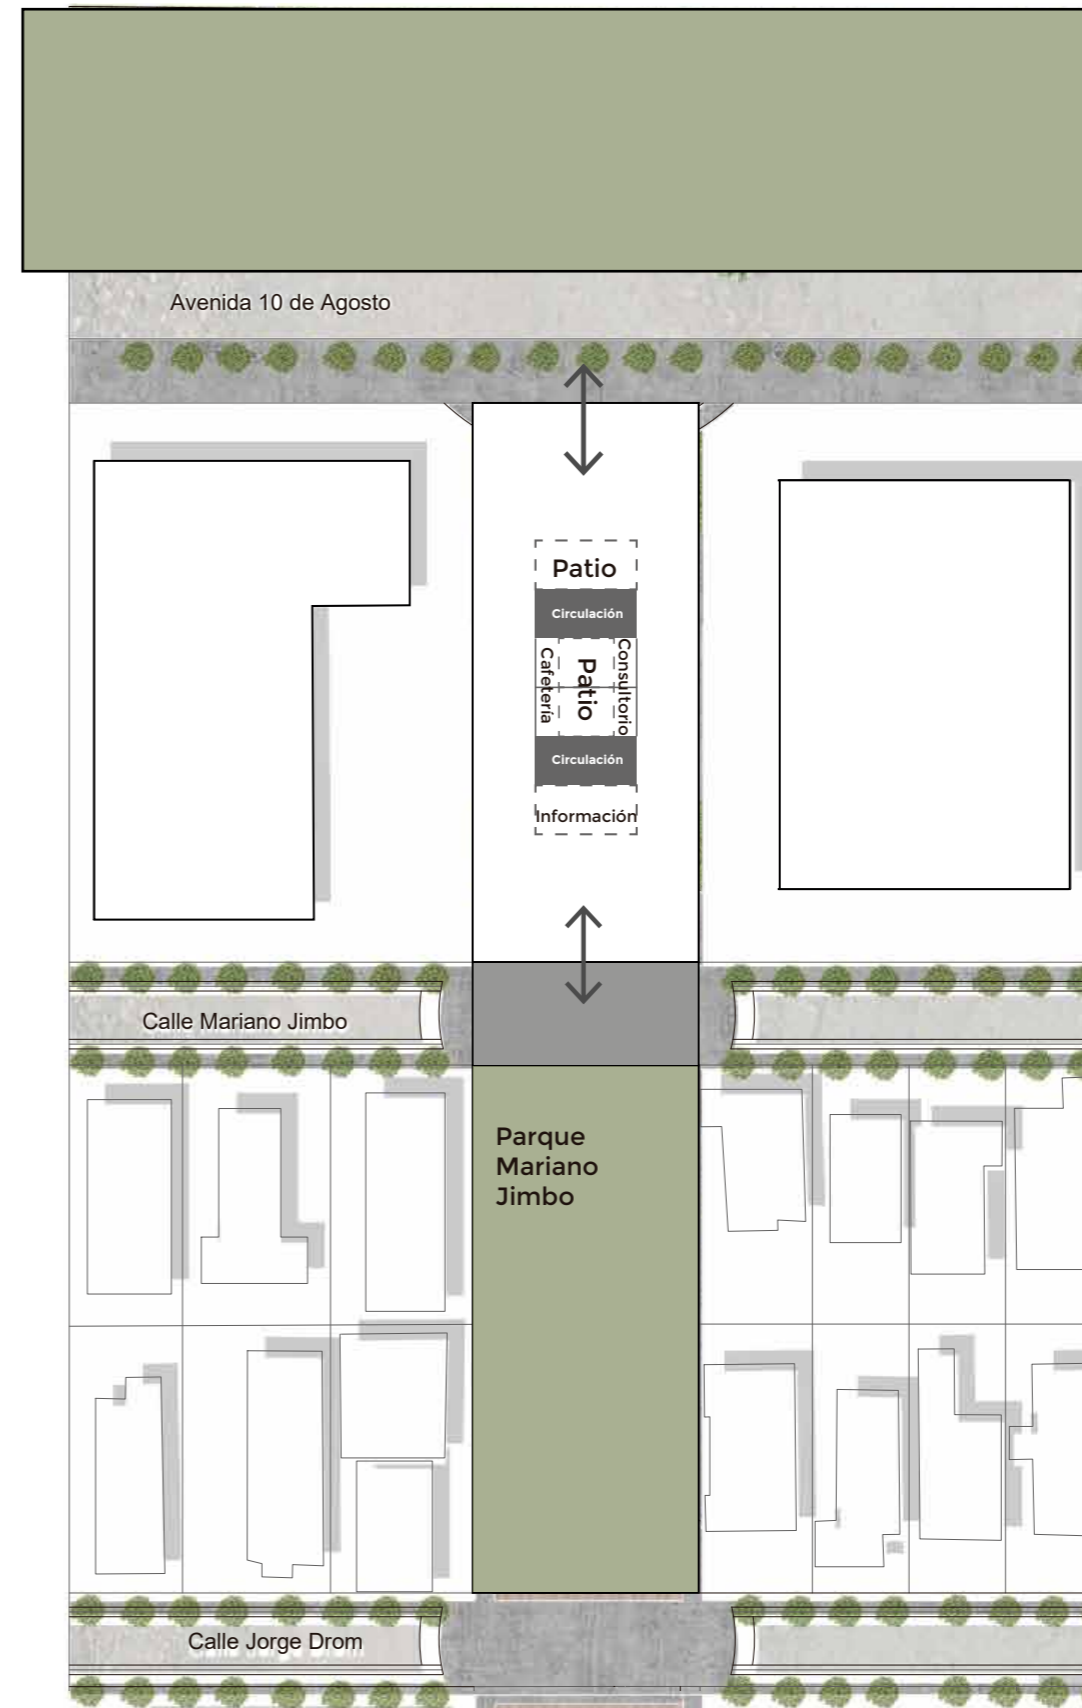 Avenida 10 de Agosto
Patio
Circulación
Cafetería
Patio
Consultorio
Circulación
Información
Calle Mariano Jimbo
Parque
Mariano
Jimbo
Calle Jorge Drom